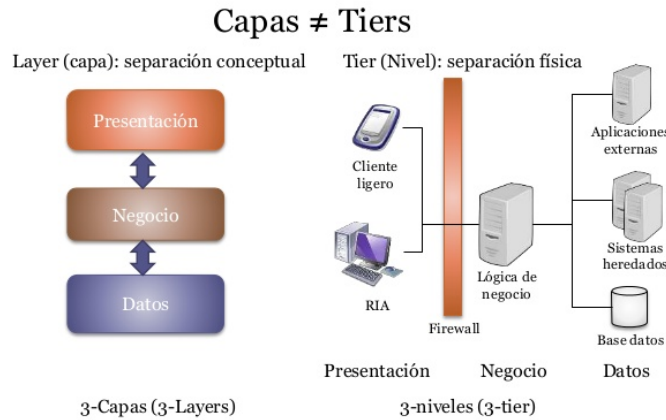 Capas ≠ Tiers
Layer (capa): separación conceptual
Presentación
Negocio
Datos
3-Capas (3-Layers)
Tier (Nivel): separación física
Cliente
ligero
RIA
Firewall
Lógica de
negocio
Aplicaciones
externas
Sistemas
heredados
Base datos
Presentación
Negocio
Datos
3-niveles (3-tier)